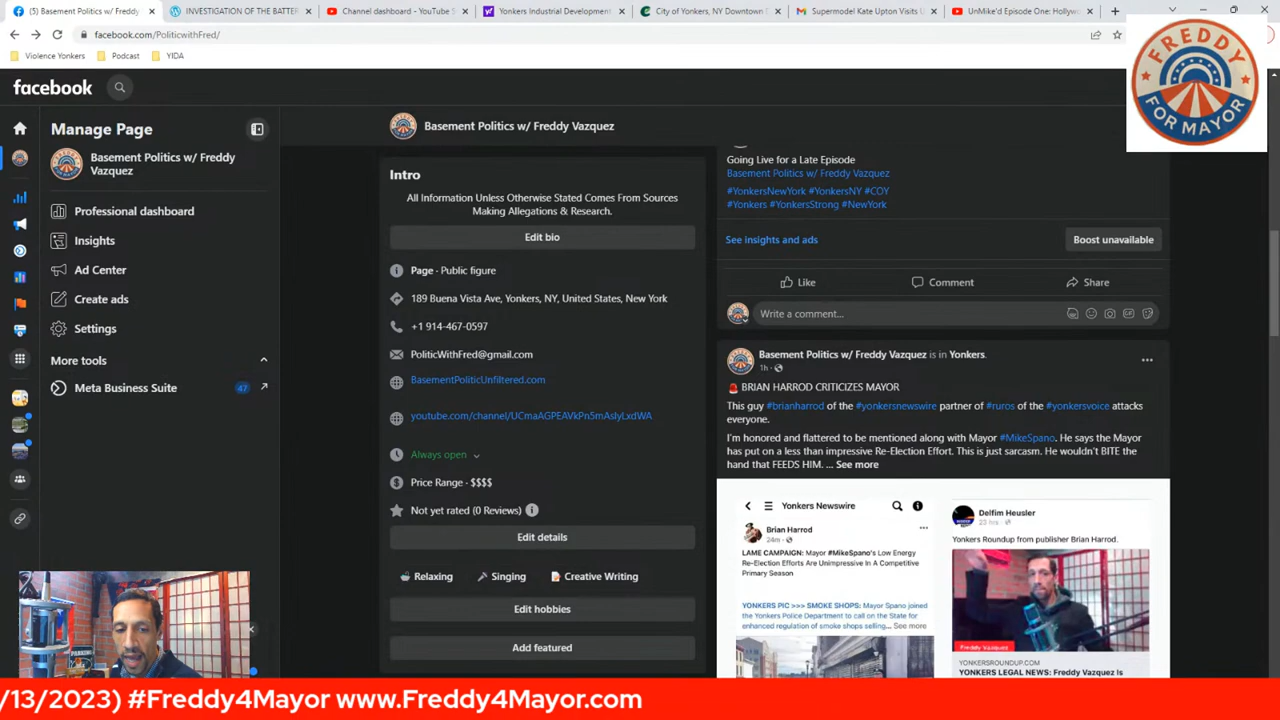 (5) Basement Politics w/ Freddy
INVESTIGATION OF THE BATTER
Channel dashboard - YouTube S
Yonkers Industrial Development
City of Yonkers, NY Downtown D
Supermodel Kate Upton Visits U
UnMike'd Episode One: Hollyw
facebook.com/PoliticwithFred/
Violence Yonkers
Podcast
YIDA
FREDDY
FOR MAYOR
facebook
Manage Page
Basement Politics w/ Freddy
Vazquez
Professional dashboard
Insights
Ad Center
Create ads
Settings
More tools
Meta Business Suite
47
Basement Politics w/ Freddy Vazquez
Intro
All Information Unless Otherwise Stated Comes From Sources
Making Allegations & Research.
Edit bio
Page · Public figure
189 Buena Vista Ave, Yonkers, NY, United States, New York
+1 914-467-0597
PoliticWithFred@gmail.com
BasementPoliticUnfiltered.com
youtube.com/channel/UCmaAGPEAVkPn5mAslyLxdWA
Always open
Price Range · $$$$
Not yet rated (0 Reviews)
Edit details
Relaxing
Singing
Creative Writing
Edit hobbies
Add featured
Going Live for a Late Episode
Basement Politics w/ Freddy Vazquez
#YonkersNewYork #YonkersNY #COY
#Yonkers #YonkersStrong #NewYork
See insights and ads
Boost unavailable
Like
Comment
Share
Write a comment...
Basement Politics w/ Freddy Vazquez is in Yonkers.
1h ·
BRIAN HARROD CRITICIZES MAYOR
This guy #brianharrod of the #yonkersnewswire partner of #ruros of the #yonkersvoice attacks
everyone.
I'm honored and flattered to be mentioned along with Mayor #MikeSpano. He says the Mayor
has put on a less than impressive Re-Election Effort. This is just sarcasm. He wouldn't BITE the
hand that FEEDS HIM. ... See more
Yonkers Newswire
Brian Harrod
24m ·
LAME CAMPAIGN: Mayor #MikeSpano's Low Energy
Re-Election Efforts Are Unimpressive In A Competitive
Primary Season
YONKERS PIC >>> SMOKE SHOPS: Mayor Spano joined
the Yonkers Police Department to call on the State for
enhanced regulation of smoke shops selling... See more
Delfim Heusler
23 hrs ·
Yonkers Roundup from publisher Brian Harrod.
Freddy Vazquez
YONKERSROUNDUP.COM
YONKERS LEGAL NEWS: Freddy Vazquez Is
/13/2023) #Freddy4Mayor www.Freddy4Mayor.com